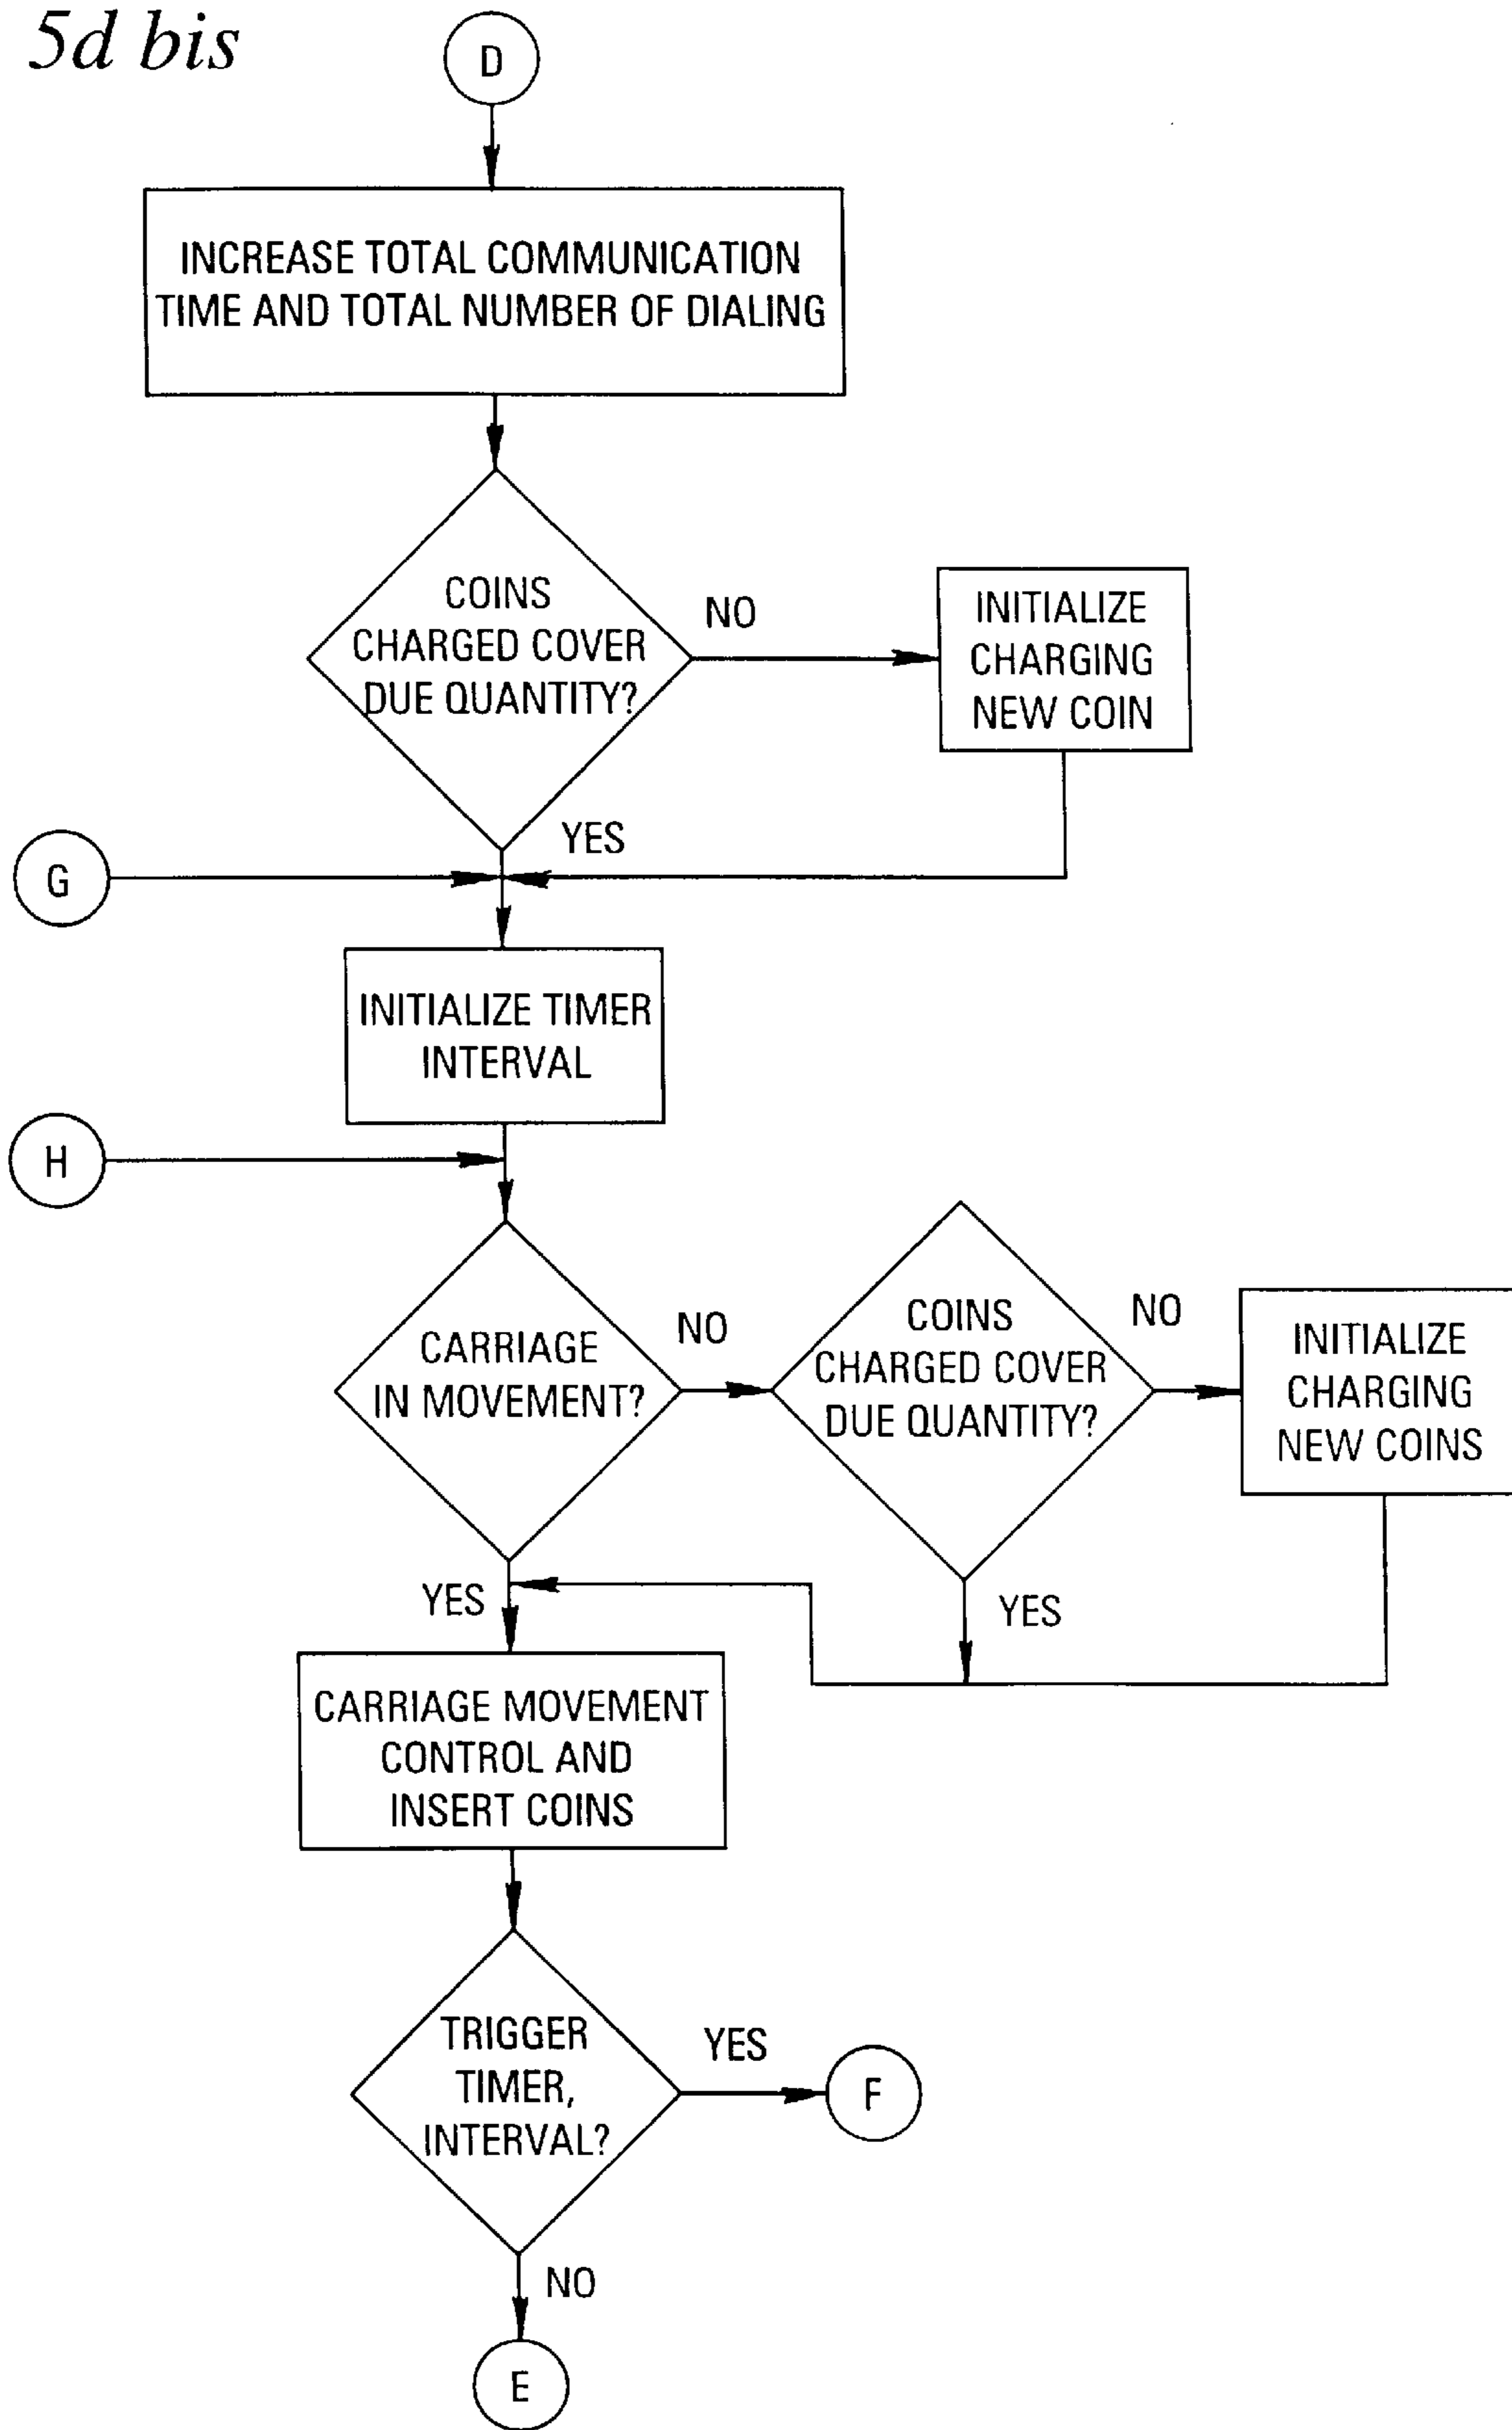 5d bis
D
INCREASE TOTAL COMMUNICATION
TIME AND TOTAL NUMBER OF DIALING
COINS
CHARGED COVER
DUE QUANTITY?
NO
INITIALIZE
CHARGING
NEW COIN
YES
G
INITIALIZE TIMER
INTERVAL
H
CARRIAGE
IN MOVEMENT?
NO
COINS
CHARGED COVER
DUE QUANTITY?
NO
INITIALIZE
CHARGING
NEW COINS
YES
YES
CARRIAGE MOVEMENT
CONTROL AND
INSERT COINS
TRIGGER
TIMER,
INTERVAL?
YES
F
NO
E